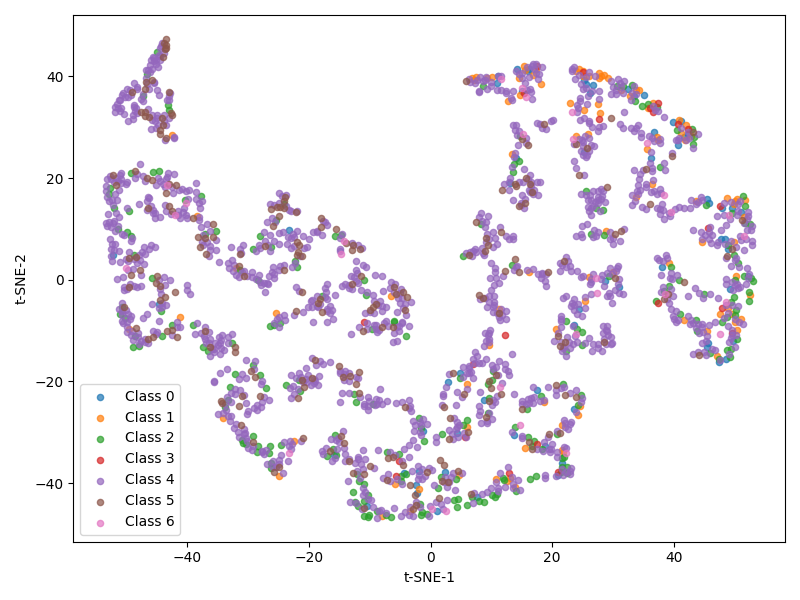 40
20
0
−20
−40
t-SNE-2
Class 0
Class 1
Class 2
Class 3
Class 4
Class 5
Class 6
−40
−20
0
20
40
t-SNE-1